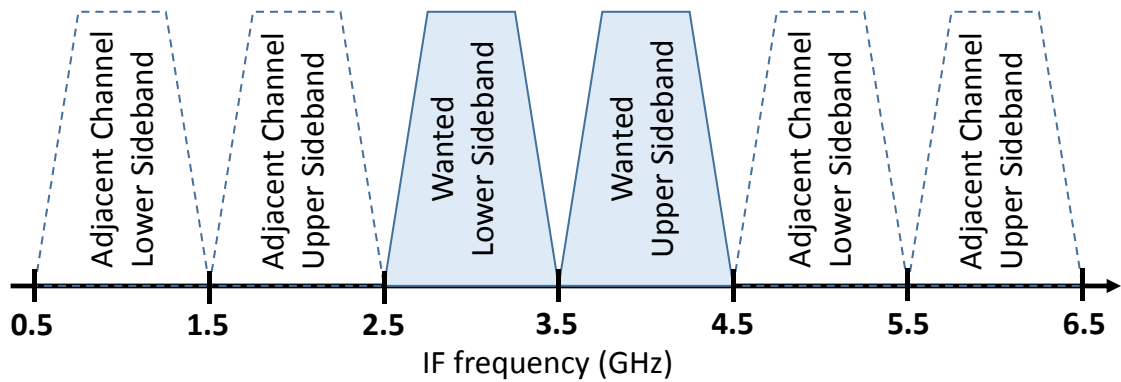 Adjacent Channel
Lower Sideband
Adjacent Channel
Upper Sideband
Wanted
Lower Sideband
Wanted
Upper Sideband
Adjacent Channel
Lower Sideband
Adjacent Channel
Upper Sideband
0.5 1.5 2.5 3.5 4.5 5.5 6.5
IF frequency (GHz)